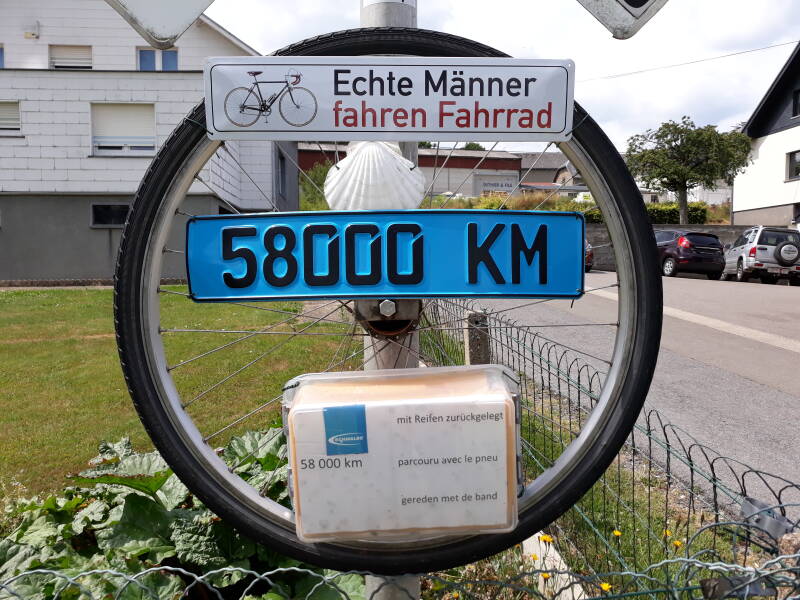 Echte Männer
fahren Fahrrad
58000 KM
mit Reifen zurückgelegt
SCHWALBE
58 000 km
parcouru avec le pneu
gereden met de band